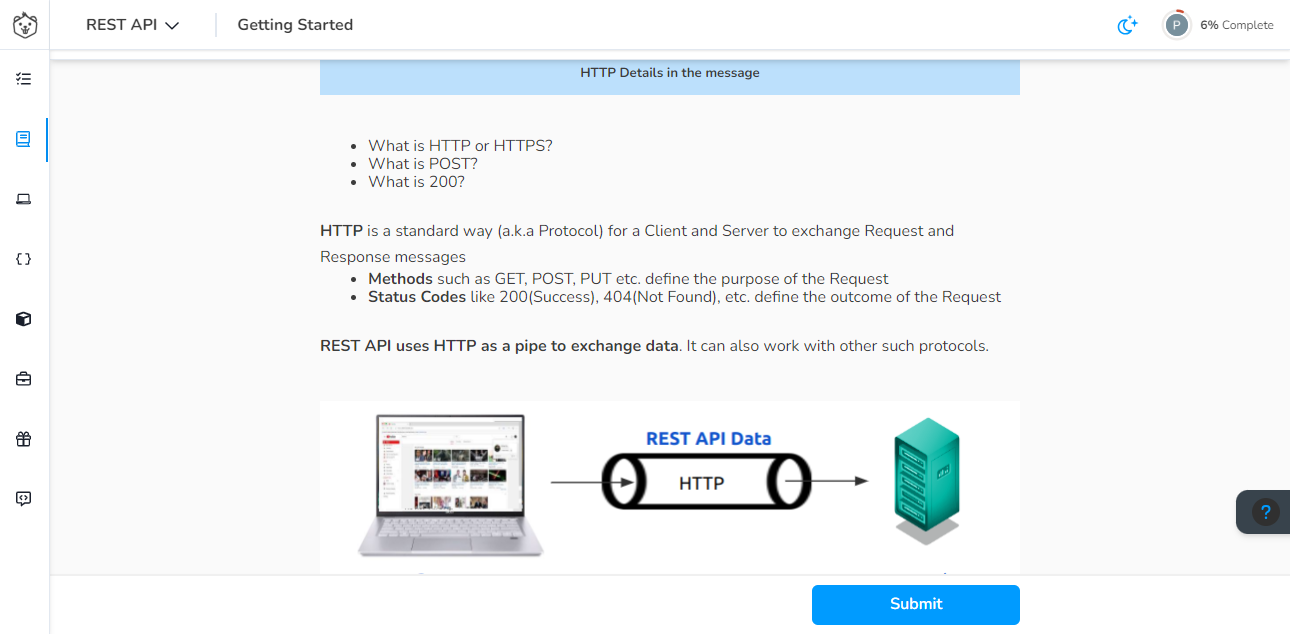 REST API
Getting Started
P
6% Complete
HTTP Details in the message
What is HTTP or HTTPS?
What is POST?
What is 200?
HTTP is a standard way (a.k.a Protocol) for a Client and Server to exchange Request and
Response messages
Methods such as GET, POST, PUT etc. define the purpose of the Request
Status Codes like 200(Success), 404(Not Found), etc. define the outcome of the Request
REST API uses HTTP as a pipe to exchange data. It can also work with other such protocols.
REST API Data
HTTP
?
Submit